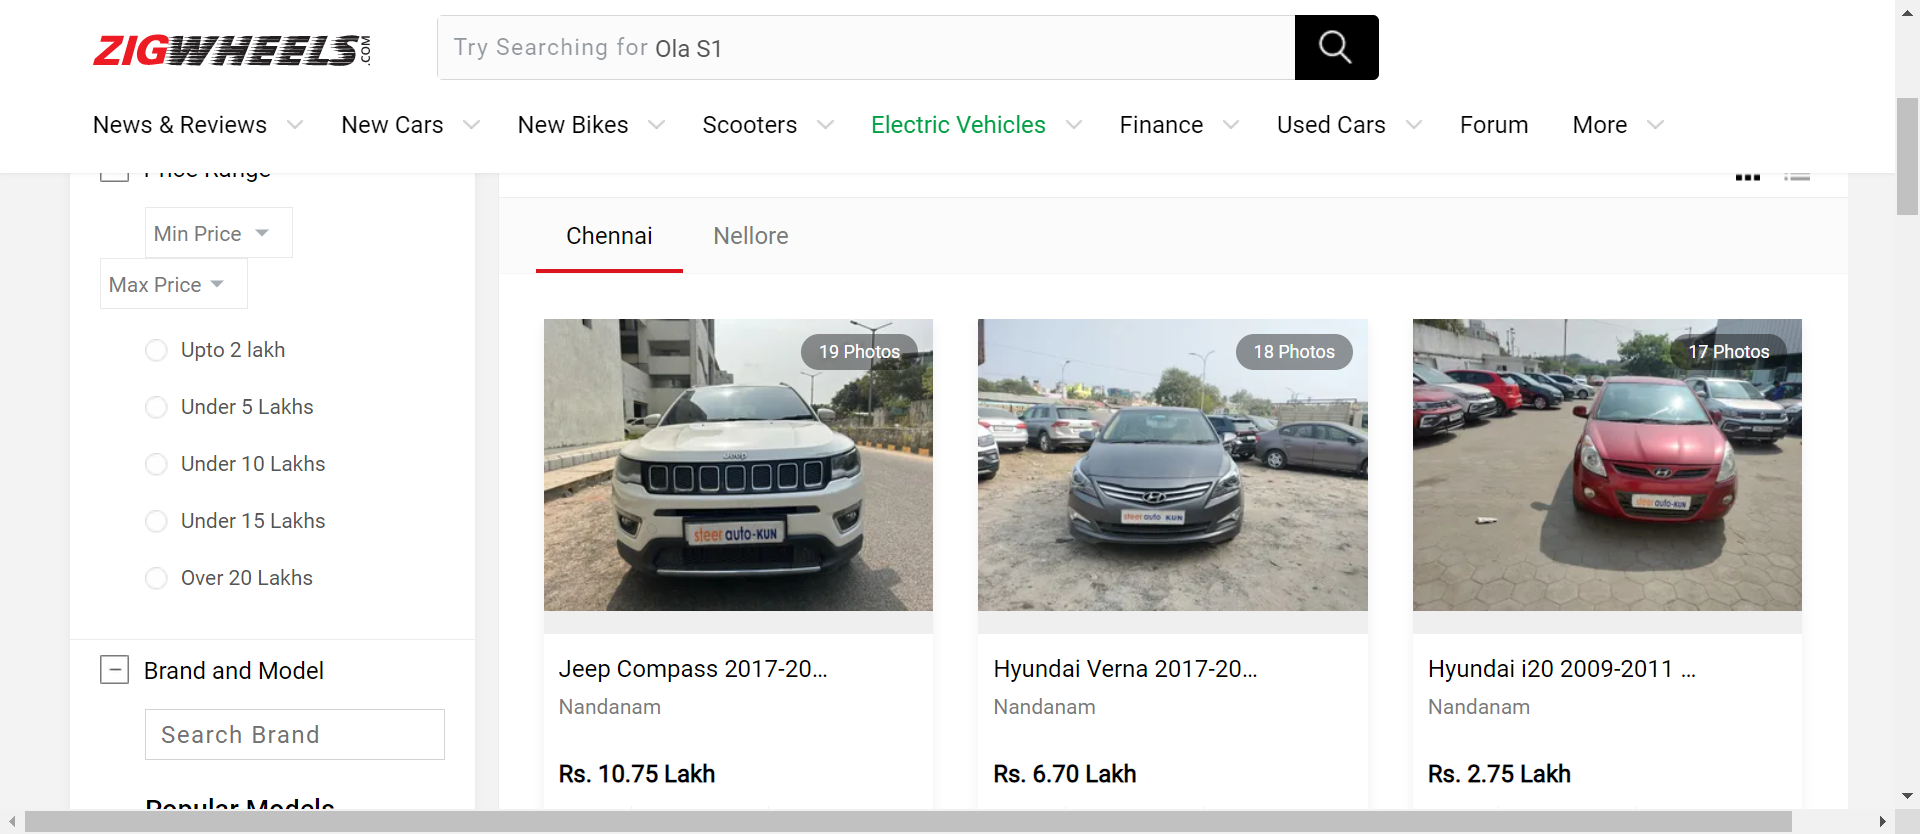 ZIGWHEELS.COM
Try Searching for Ola S1
News & Reviews New Cars New Bikes Scooters Electric Vehicles Finance Used Cars Forum More
Price Range
Min Price
Max Price
Upto 2 lakh
Under 5 Lakhs
Under 10 Lakhs
Under 15 Lakhs
Over 20 Lakhs
Brand and Model
Search Brand
Popular Models
Chennai Nellore
19 Photos
Jeep
steer auto-KUN
Jeep Compass 2017-20...
Nandanam
Rs. 10.75 Lakh
18 Photos
steer auto KUN
Hyundai Verna 2017-20...
Nandanam
Rs. 6.70 Lakh
17 Photos
steer auto-KUN
Hyundai i20 2009-2011 ...
Nandanam
Rs. 2.75 Lakh